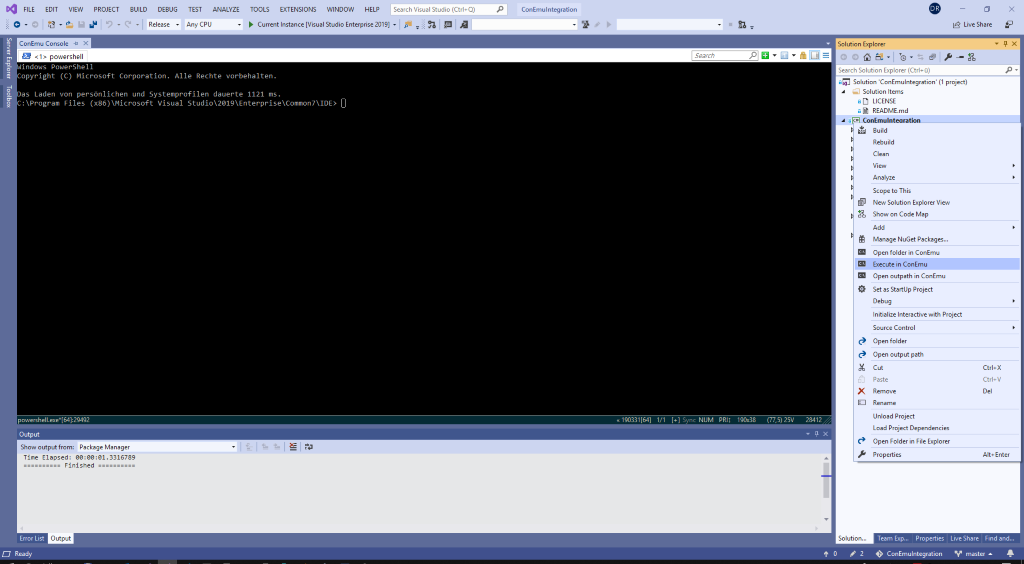 FILE EDIT VIEW PROJECT BUILD DEBUG TEST ANALYZE TOOLS EXTENSIONS WINDOW HELP Search Visual Studio (Ctrl+Q) ConEmuIntegration DR
Release Any CPU Current Instance [Visual Studio Enterprise 2019] Live Share
Server Explorer
Toolbox
ConEmu Console
<1> powershell Search
Windows PowerShell
Copyright (C) Microsoft Corporation. Alle Rechte vorbehalten.
Das Laden von persönlichen und Systemprofilen dauerte 1121 ms.
C:\Program Files (x86)\Microsoft Visual Studio\2019\Enterprise\Common7\IDE>
powershell.exe*[64]:29492 « 190331[64] 1/1 [+] Sync NUM PRI: 190x38 (77,5) 25V 28412
Output
Show output from: Package Manager
Time Elapsed: 00:00:01.3316789
========== Finished ==========
Error List Output
Solution Explorer
Search Solution Explorer (Ctrl+ü)
Solution 'ConEmuIntegration' (1 project)
Solution Items
LICENSE
README.md
ConEmuIntegration
Build
Rebuild
Clean
View
Analyze
Scope to This
New Solution Explorer View
Show on Code Map
Add
Manage NuGet Packages...
Open folder in ConEmu
Execute in ConEmu
Open outpath in ConEmu
Set as StartUp Project
Debug
Initialize Interactive with Project
Source Control
Open folder
Open output path
Cut Ctrl+X
Paste Ctrl+V
Remove Del
Rename
Unload Project
Load Project Dependencies
Open Folder in File Explorer
Properties Alt+Enter
Solution... Team Exp... Properties Live Share Find and...
Ready 0 2 ConEmuIntegration master